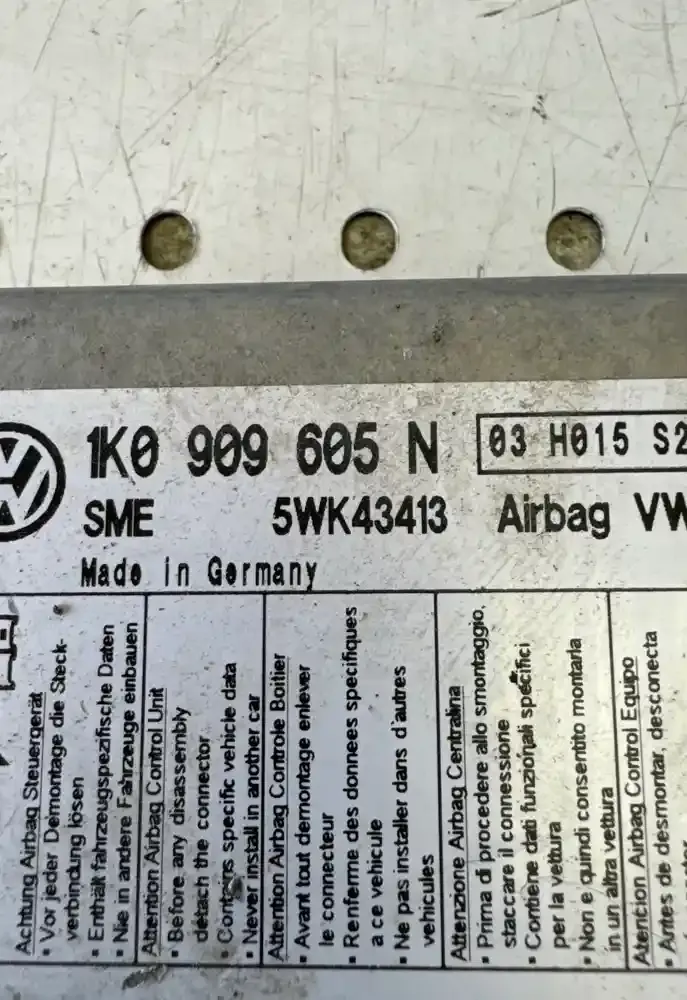 1K0 909 605 N
03 H015 S2
SME 5WK43413 Airbag VW
Made in Germany
Achtung Airbag Steuergerät
• Vor jeder Demontage die Steck-
verbindung lösen
• Enthält fahrzeugspezifische Daten
• Nie in andere Fahrzeuge einbauen
Attention Airbag Control Unit
• Before any disassembly
detach the connector
• Contains specific vehicle data
• Never install in another car
Attention Airbag Controle Boitier
• Avant tout demontage enlever
le connecteur
• Renferme des donnees specifiques
a ce vehicule
• Ne pas installer dans d'autres
vehicules
Attenzione Airbag Centralina
• Prima di procedere allo smontaggio,
staccare il connessione
• Contiene dati funzionali specifici
per la vettura
• Non e quindi consentito montarla
in un altra vettura
Atencion Airbag Control Equipo
• Antes de desmontar, desconecta